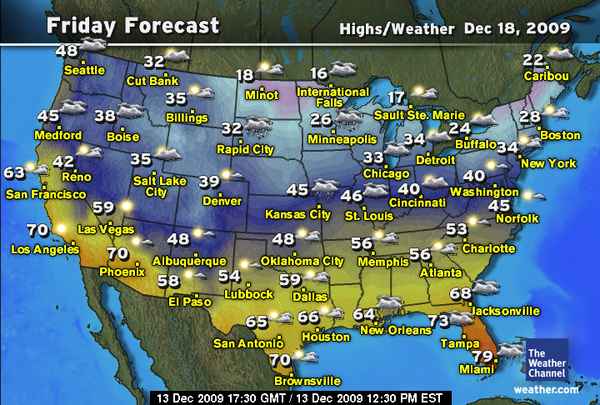 Friday Forecast
Highs/Weather Dec 18, 2009
48
Seattle
32
Cut Bank
18
Minot
16
International
Falls
22
Caribou
35
Billings
17
Sault Ste. Marie
45
Medford
38
Boise
32
Rapid City
26
Minneapolis
34
Detroit
24
Buffalo
28
Boston
63
San Francisco
42
Reno
35
Salt Lake
City
39
Denver
33
Chicago
34
New York
45
Kansas City
46
St. Louis
40
Cincinnati
40
Washington
45
Norfolk
70
Los Angeles
59
Las Vegas
70
Phoenix
48
Albuquerque
48
Oklahoma City
56
Memphis
56
Atlanta
53
Charlotte
58
El Paso
54
Lubbock
59
Dallas
68
Jacksonville
65
San Antonio
66
Houston
64
New Orleans
73
Tampa
70
Brownsville
79
Miami
The
Weather
Channel
weather.com
13 Dec 2009 17:30 GMT / 13 Dec 2009 12:30 PM EST